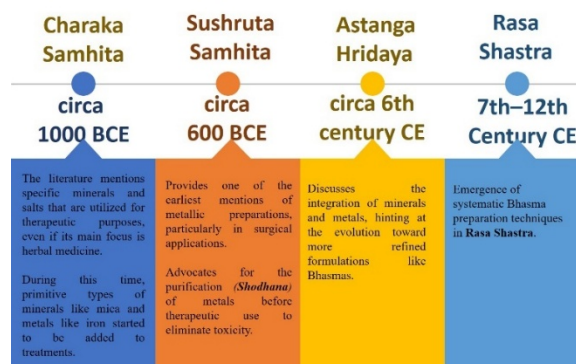 Charaka
Samhita
circa
1000 BCE
The literature mentions
specific minerals and
salts that are utilized for
therapeutic purposes,
even if its main focus is
herbal medicine.
During this time,
primitive types of
minerals like mica and
metals like iron started
to be added to
treatments.
Sushruta
Samhita
circa
600 BCE
Provides one of the
earliest mentions of
metallic preparations,
particularly in surgical
applications.
Advocates for the
purification (Shodhana)
of metals before
therapeutic use to
eliminate toxicity.
Astanga
Hridaya
circa 6th
century CE
Discusses the
integration of minerals
and metals, hinting at
the evolution toward
more refined
formulations like
Bhasmas.
Rasa
Shastra
7th–12th
Century CE
Emergence of
systematic Bhasma
preparation techniques
in Rasa Shastra.